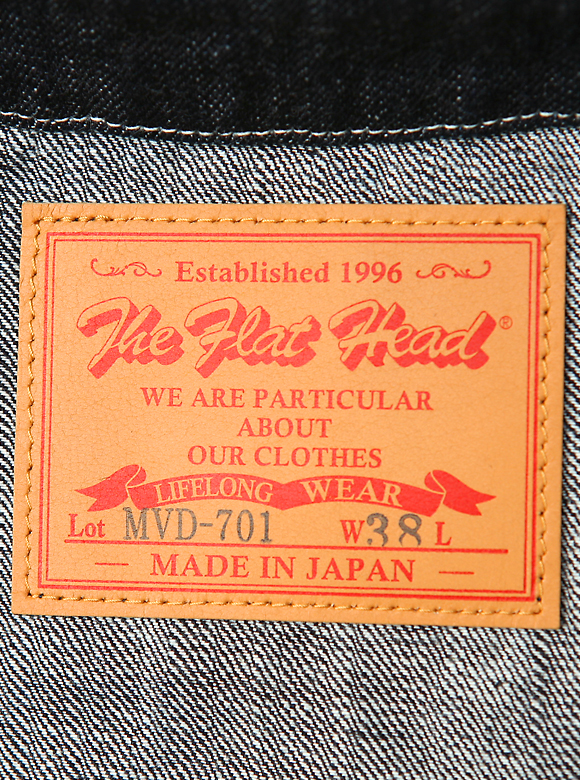 Established 1996
The Flat Head®
WE ARE PARTICULAR
ABOUT
OUR CLOTHES
LIFELONG WEAR
Lot MVD-701 W38 L
— MADE IN JAPAN —